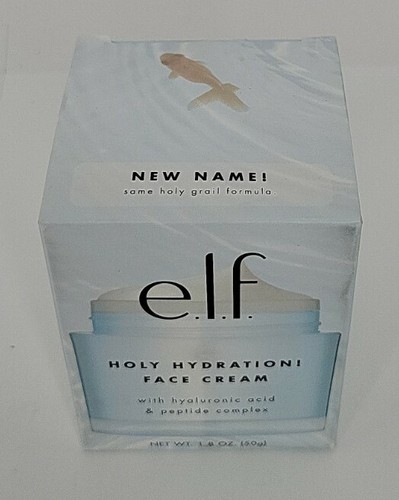 NEW NAME!
same holy grail formula
e.l.f.
HOLY HYDRATION!
FACE CREAM
with hyaluronic acid
& peptide complex
NET WT. 1.8 OZ (50g)